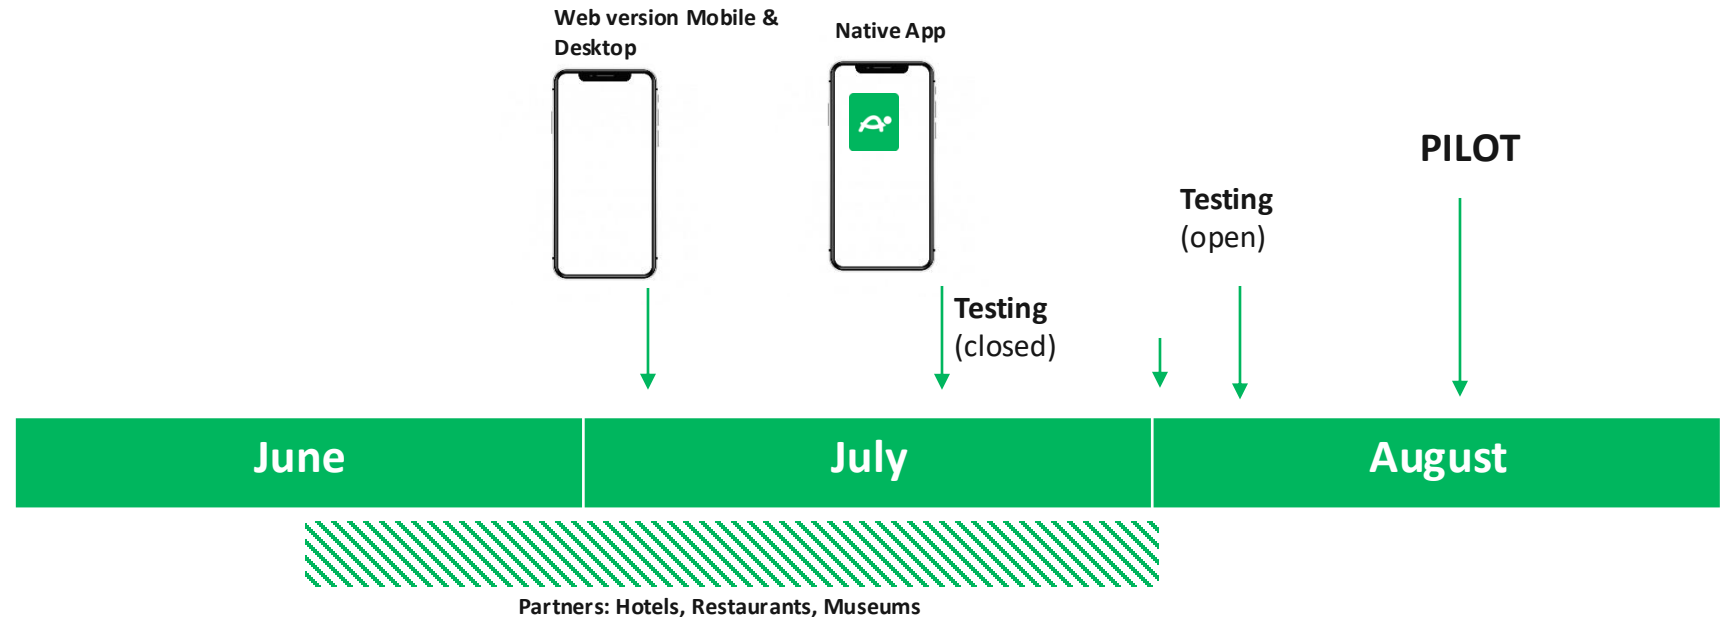 Web version Mobile &
Desktop
Native App
PILOT
Testing
(open)
Testing
(closed)
June
July
August
Partners: Hotels, Restaurants, Museums